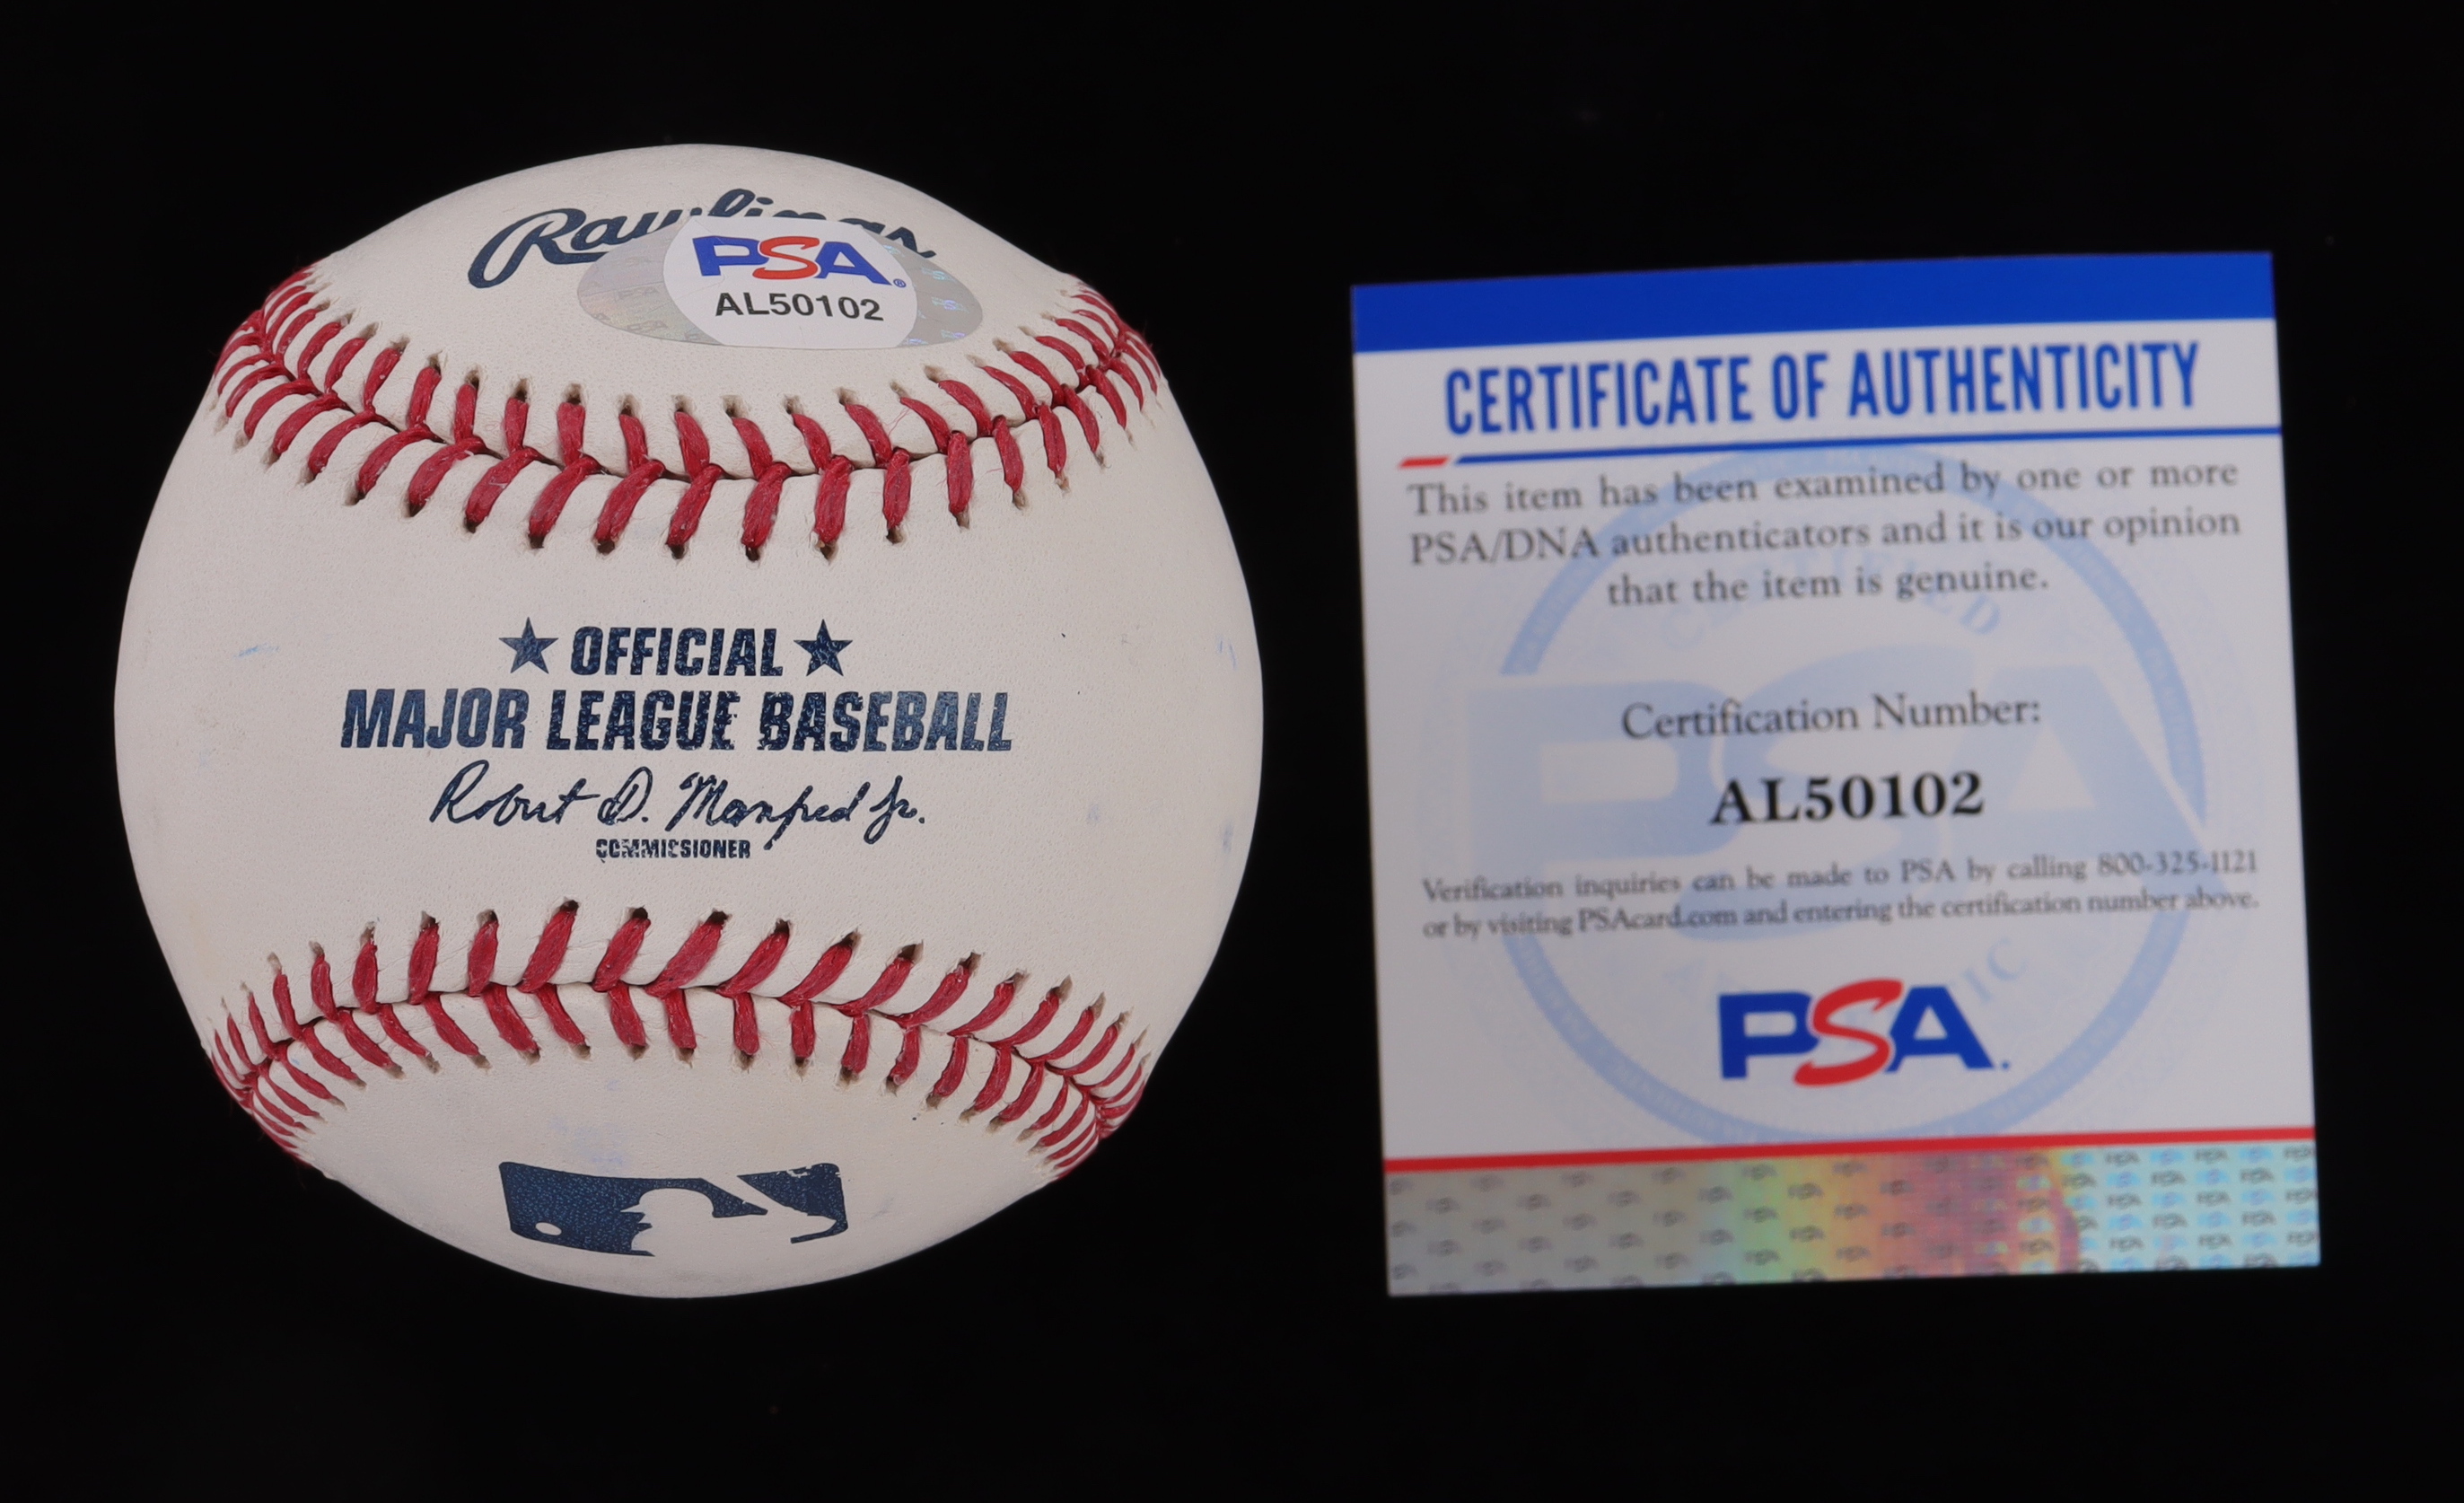 Rawlings
PSA®
AL50102
★ OFFICIAL ★
MAJOR LEAGUE BASEBALL
Robert D. Manfred Jr.
COMMISSIONER
CERTIFICATE OF AUTHENTICITY
This item has been examined by one or more
PSA/DNA authenticators and it is our opinion
that the item is genuine.
Certification Number:
AL50102
Verification inquiries can be made to PSA by calling 800-325-1121
or by visiting PSAcard.com and entering the certification number above.
PSA